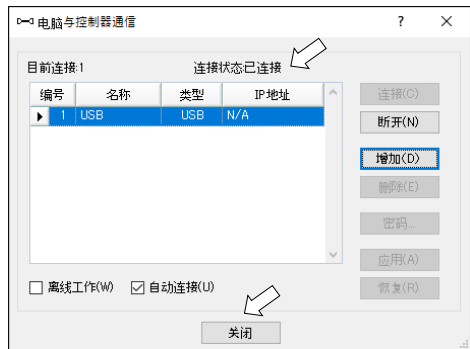 电脑与控制器通信
目前连接:1 连接状态:已连接
编号 名称 类型 IP地址
1 USB USB N/A
连接(C)
断开(N)
增加(D)
删除(E)
密码...
应用(A)
恢复(R)
离线工作(W) 自动连接(U)
关闭